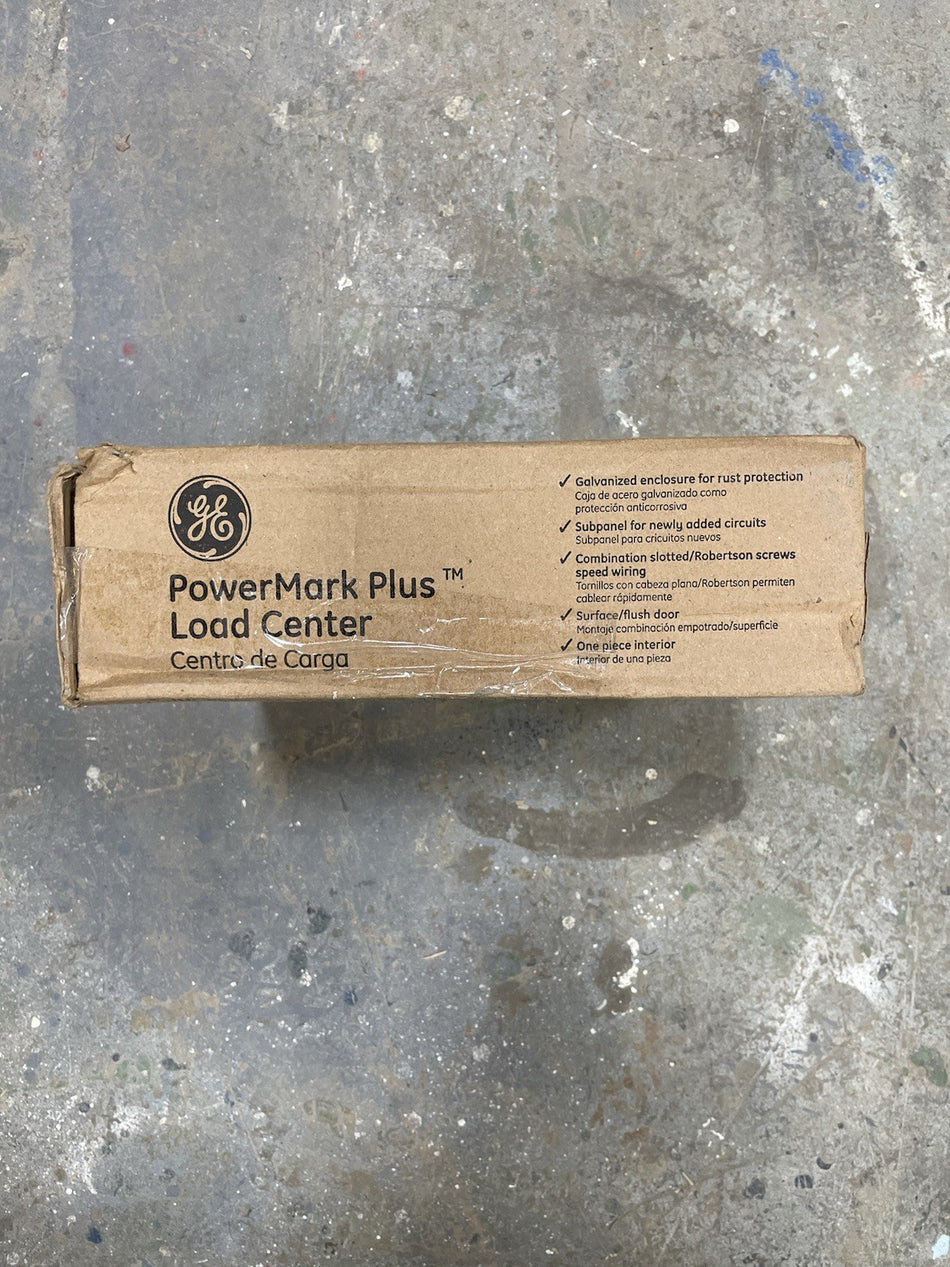 GE
PowerMark Plus™
Load Center
Centro de Carga
✓ Galvanized enclosure for rust protection
Caja de acero galvanizado como
protección anticorrosiva
✓ Subpanel for newly added circuits
Subpanel para cricuitos nuevos
✓ Combination slotted/Robertson screws
speed wiring
Tornillos con cabeza plana/Robertson permiten
cablear rápidamente
✓ Surface/flush door
Montaje combinación empotrado/superficie
✓ One piece interior
Interior de una pieza